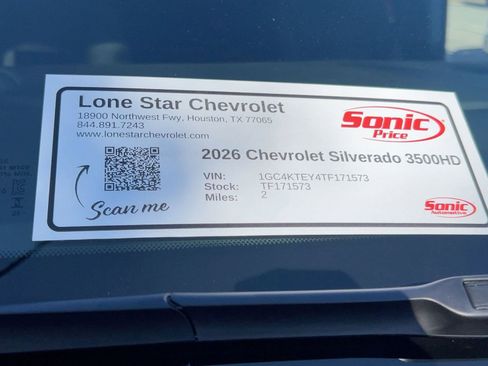 Lone Star Chevrolet
18900 Northwest Fwy, Houston, TX 77065
844.891.7243
www.lonestarchevrolet.com
Sonic
Price
2026 Chevrolet Silverado 3500HD
VIN: 1GC4KTEY4TF171573
Stock: TF171573
Miles: 2
Scan me
Sonic
Automotive